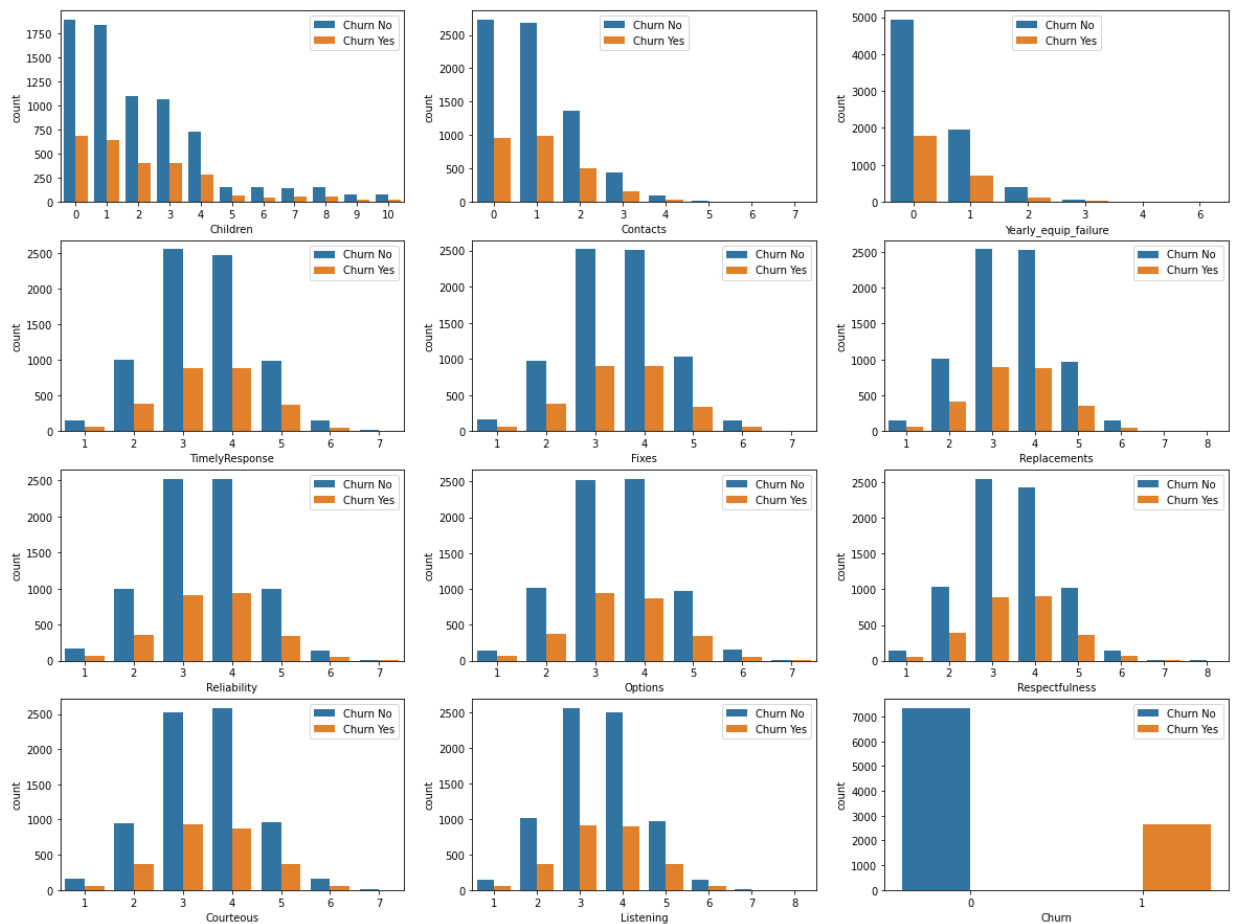 count
1750
1500
1250
1000
750
500
250
0
Churn No
Churn Yes
0 1 2 3 4 5 6 7 8 9 10
Children
count
2500
2000
1500
1000
500
0
Churn No
Churn Yes
0 1 2 3 4 5 6 7
Contacts
count
5000
4000
3000
2000
1000
0
Churn No
Churn Yes
0 1 2 3 4 6
Yearly_equip_failure
count
2500
2000
1500
1000
500
0
Churn No
Churn Yes
1 2 3 4 5 6 7
TimelyResponse
count
2500
2000
1500
1000
500
0
Churn No
Churn Yes
1 2 3 4 5 6 7
Fixes
count
2500
2000
1500
1000
500
0
Churn No
Churn Yes
1 2 3 4 5 6 7 8
Replacements
count
2500
2000
1500
1000
500
0
Churn No
Churn Yes
1 2 3 4 5 6 7
Reliability
count
2500
2000
1500
1000
500
0
Churn No
Churn Yes
1 2 3 4 5 6 7
Options
count
2500
2000
1500
1000
500
0
Churn No
Churn Yes
1 2 3 4 5 6 7 8
Respectfulness
count
2500
2000
1500
1000
500
0
Churn No
Churn Yes
1 2 3 4 5 6 7
Courteous
count
2500
2000
1500
1000
500
0
Churn No
Churn Yes
1 2 3 4 5 6 7 8
Listening
count
7000
6000
5000
4000
3000
2000
1000
0
Churn No
Churn Yes
0 1
Churn